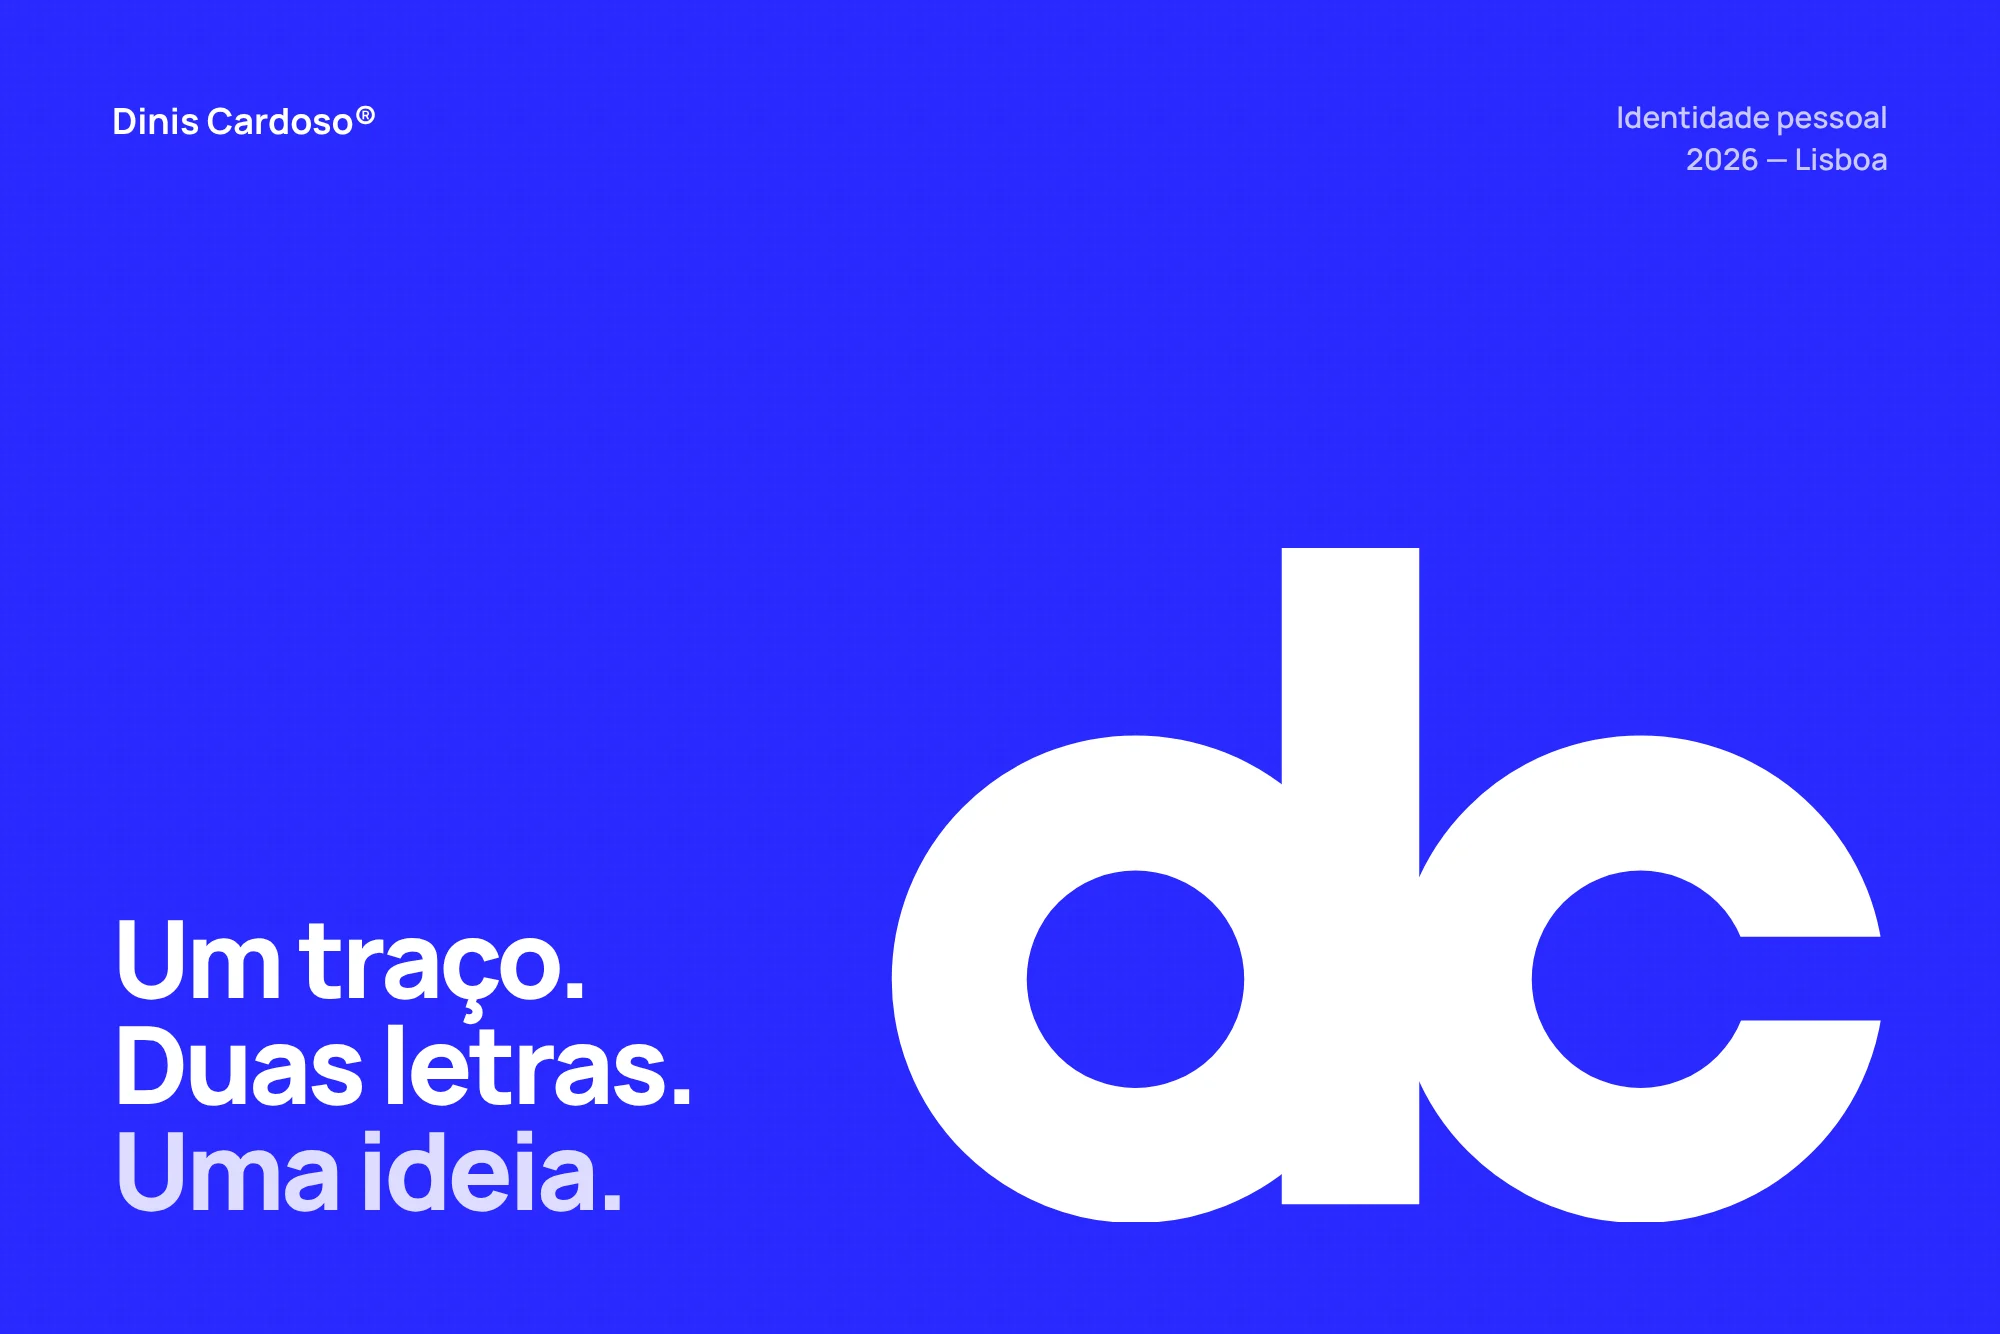 Dinis Cardoso®
Identidade pessoal
2026 — Lisboa
Um traço.
Duas letras.
Uma ideia.
dc